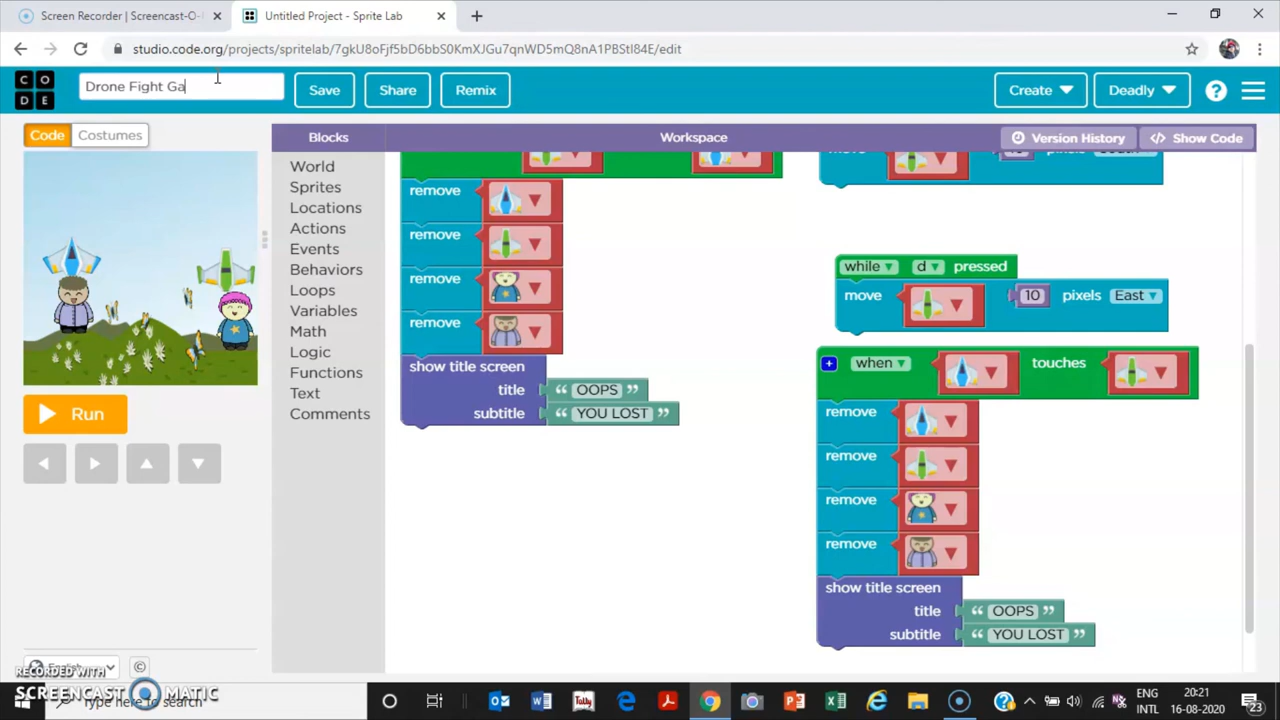 Screen Recorder | Screencast-O-
Untitled Project - Sprite Lab
studio.code.org/projects/spritelab/7gkU8oFjf5bD6bbS0KmXJGu7qnWD5mQ8nA1PBStI84E/edit
C O
D E
Drone Fight Ga
Save
Share
Remix
Create
Deadly
?
Code
Costumes
Blocks
Workspace
Version History
Show Code
World
Sprites
Locations
Actions
Events
Behaviors
Loops
Variables
Math
Logic
Functions
Text
Comments
Run
remove
remove
remove
remove
show title screen
title “ OOPS ”
subtitle “ YOU LOST ”
while d pressed
move 10 pixels East
when touches
remove
remove
remove
remove
show title screen
title “ OOPS ”
subtitle “ YOU LOST ”
RECORDED WITH
SCREENCAST MATIC
Type here to search
Tally
ENG
INTL
20:21
16-08-2020
23